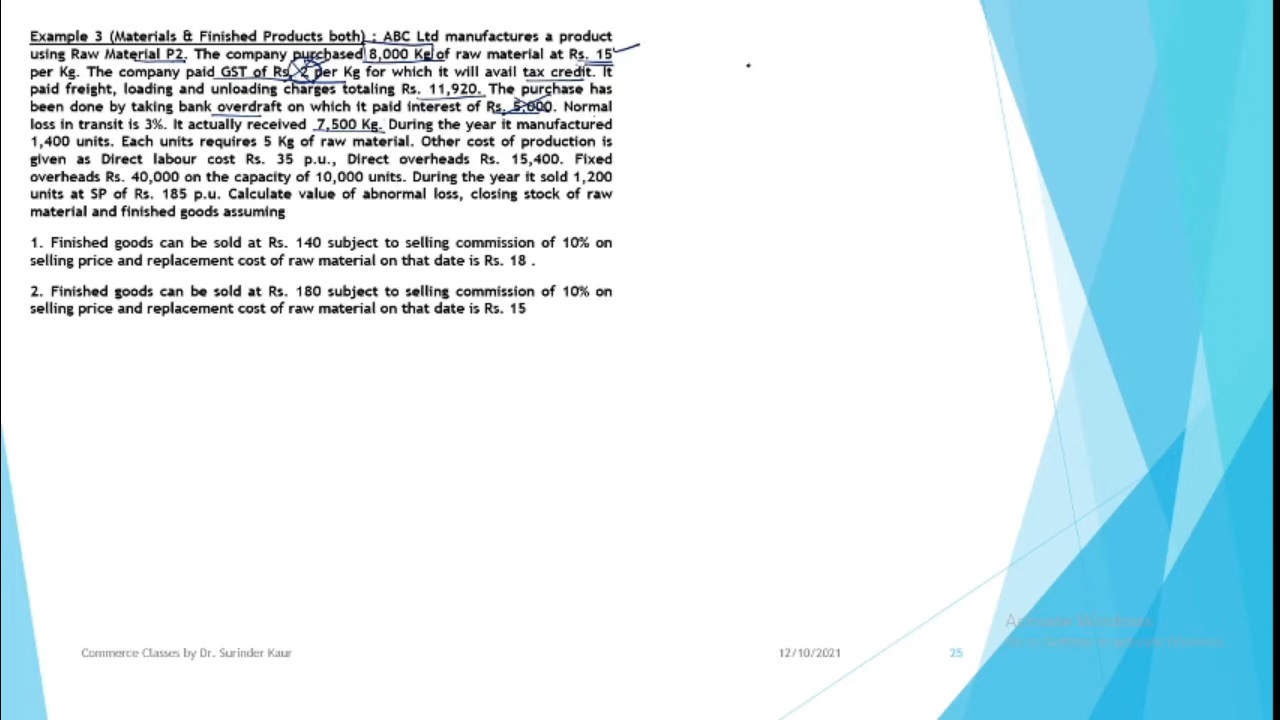 Example 3 (Materials & Finished Products both) : ABC Ltd manufactures a product
using Raw Material P2. The company purchased 8,000 Kg of raw material at Rs. 15
per Kg. The company paid GST of Rs. 2 per Kg for which it will avail tax credit. It
paid freight, loading and unloading charges totaling Rs. 11,920. The purchase has
been done by taking bank overdraft on which it paid interest of Rs. 5,000. Normal
loss in transit is 3%. It actually received 7,500 Kg. During the year it manufactured
1,400 units. Each units requires 5 Kg of raw material. Other cost of production is
given as Direct labour cost Rs. 35 p.u., Direct overheads Rs. 15,400. Fixed
overheads Rs. 40,000 on the capacity of 10,000 units. During the year it sold 1,200
units at SP of Rs. 185 p.u. Calculate value of abnormal loss, closing stock of raw
material and finished goods assuming
1. Finished goods can be sold at Rs. 140 subject to selling commission of 10% on
selling price and replacement cost of raw material on that date is Rs. 18 .
2. Finished goods can be sold at Rs. 180 subject to selling commission of 10% on
selling price and replacement cost of raw material on that date is Rs. 15
Activate Windows
Commerce Classes by Dr. Surinder Kaur
12/10/2021
25